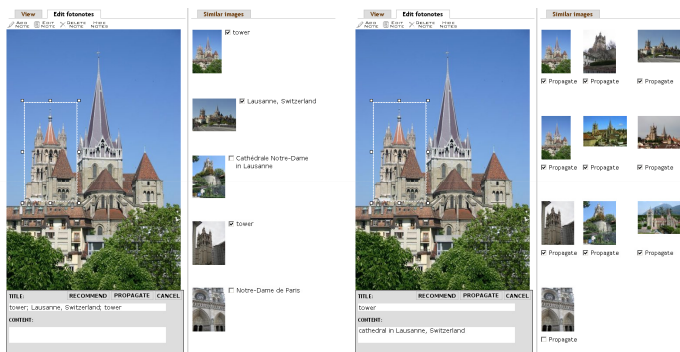 View Edit fotonotes
ADD NOTE EDIT NOTE DELETE NOTE HIDE NOTES
Similar images
tower
Lausanne, Switzerland
Cathédrale Notre-Dame
in Lausanne
tower
Notre-Dame de Paris
TITLE: RECOMMEND PROPAGATE CANCEL
tower; Lausanne, Switzerland; tower
CONTENT:
View Edit fotonotes
ADD NOTE EDIT NOTE DELETE NOTE HIDE NOTES
Similar images
Propagate Propagate Propagate
Propagate Propagate Propagate
Propagate Propagate Propagate
Propagate
TITLE: RECOMMEND PROPAGATE CANCEL
tower
CONTENT:
cathedral in Lausanne, Switzerland